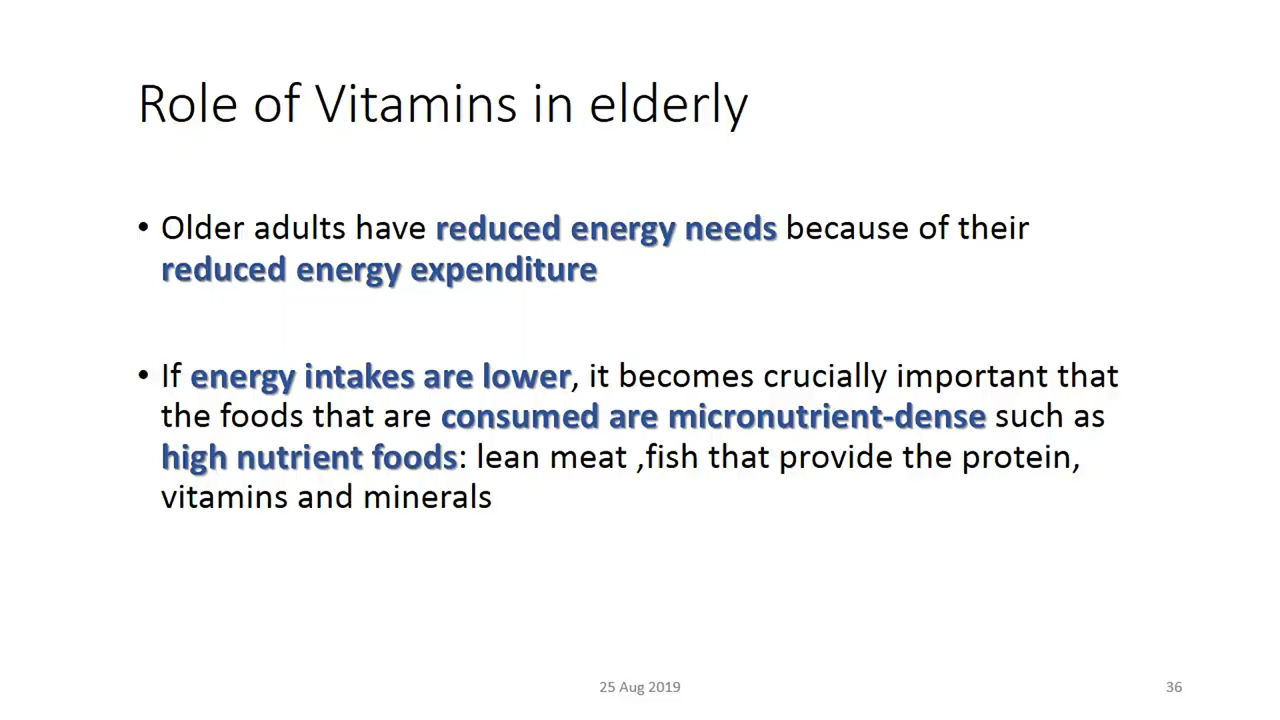 Role of Vitamins in elderly
• Older adults have reduced energy needs because of their
reduced energy expenditure
• If energy intakes are lower, it becomes crucially important that
the foods that are consumed are micronutrient-dense such as
high nutrient foods: lean meat ,fish that provide the protein,
vitamins and minerals
25 Aug 2019
36